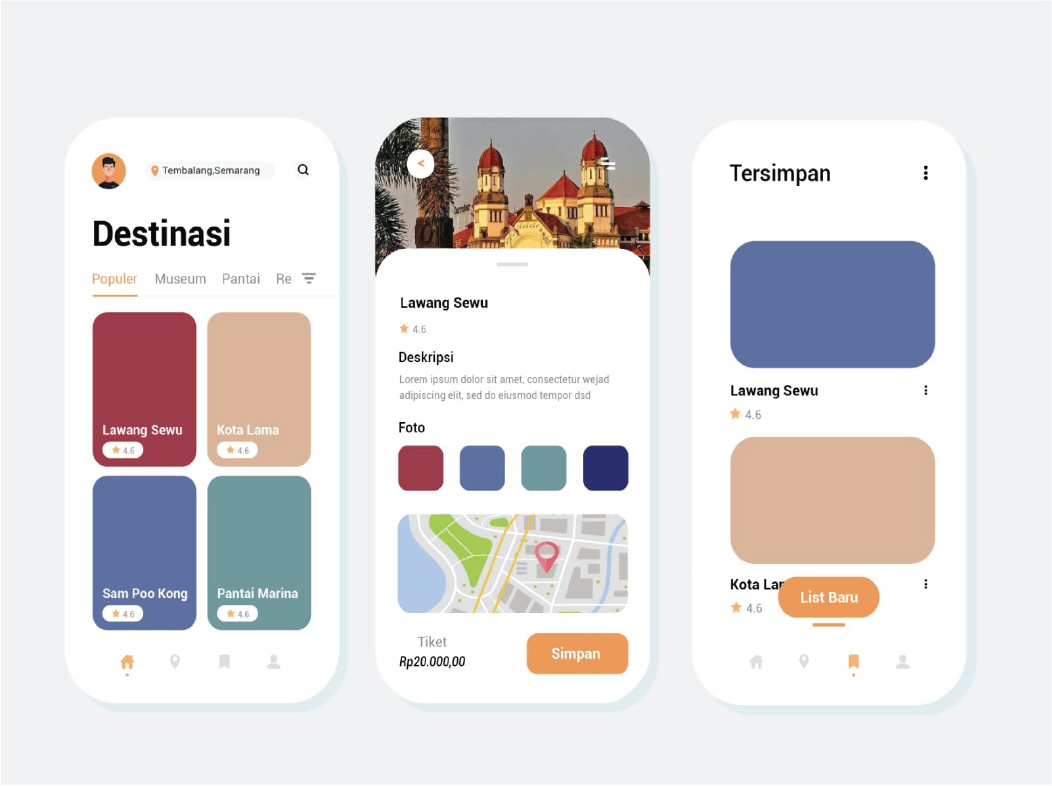 Tembalang,Semarang
Destinasi
Populer Museum Pantai Re
Lawang Sewu
4.6
Kota Lama
4.6
Sam Poo Kong
4.6
Pantai Marina
4.6
<
Lawang Sewu
4.6
Deskripsi
Lorem ipsum dolor sit amet, consectetur wejad
adipiscing elit, sed do eiusmod tempor dsd
Foto
Tiket
Rp20.000,00
Simpan
Tersimpan
Lawang Sewu
4.6
Kota Lar
4.6
List Baru